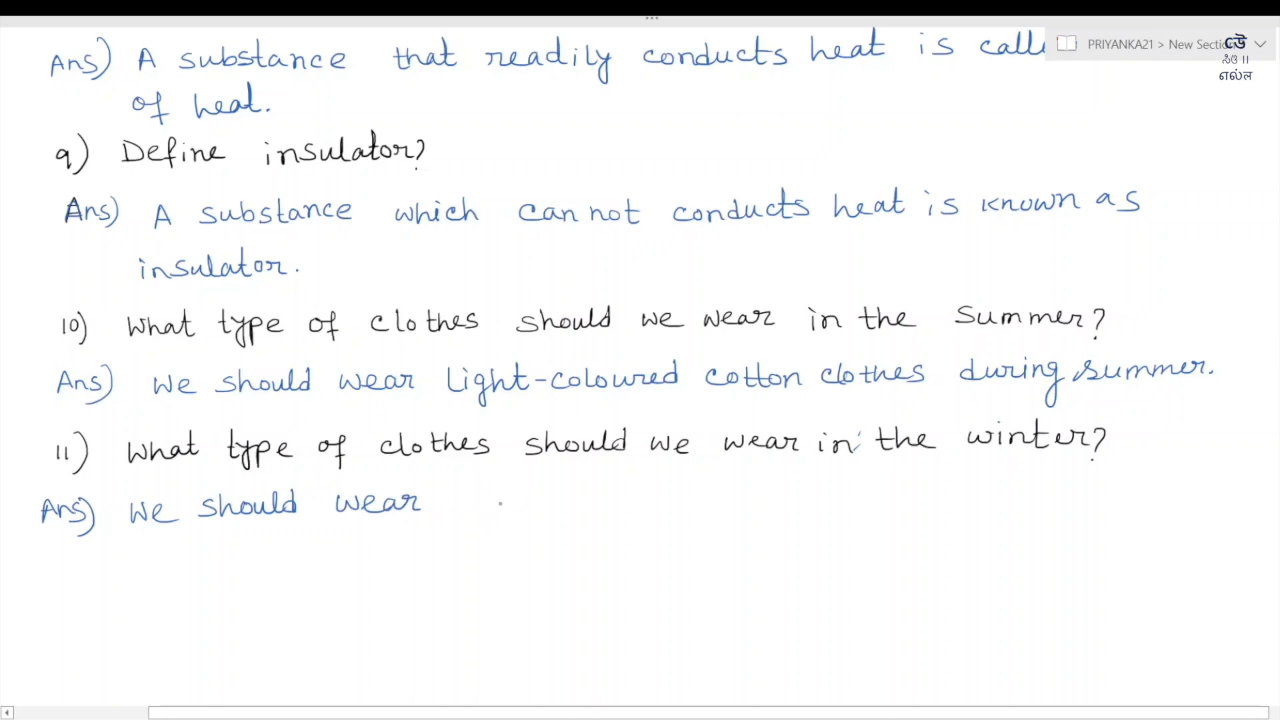 Ans) A substance that readily conducts heat is
PRIYANKA21 > New Section
of heat.
9) Define insulator?
Ans) A substance which can not conducts heat is known as
insulator.
10) What type of clothes should we wear in the summer?
Ans) We should wear light-coloured cotton clothes during summer.
11) What type of clothes should we wear in the winter?
Ans) We should wear